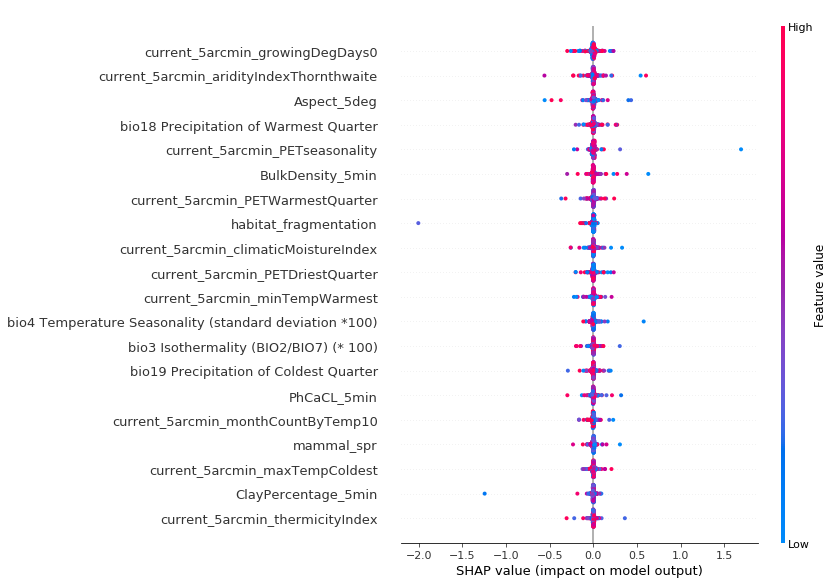 High
current_5arcmin_growingDegDays0
current_5arcmin_aridityIndexThornthwaite
Aspect_5deg
bio18 Precipitation of Warmest Quarter
current_5arcmin_PETseasonality
BulkDensity_5min
current_5arcmin_PETWarmestQuarter
habitat_fragmentation
current_5arcmin_climaticMoistureIndex
current_5arcmin_PETDriestQuarter
current_5arcmin_minTempWarmest
bio4 Temperature Seasonality (standard deviation *100)
bio3 Isothermality (BIO2/BIO7) (* 100)
bio19 Precipitation of Coldest Quarter
PhCaCL_5min
current_5arcmin_monthCountByTemp10
mammal_spr
current_5arcmin_maxTempColdest
ClayPercentage_5min
current_5arcmin_thermicityIndex
Feature value
Low
−2.0 −1.5 −1.0 −0.5 0.0 0.5 1.0 1.5
SHAP value (impact on model output)